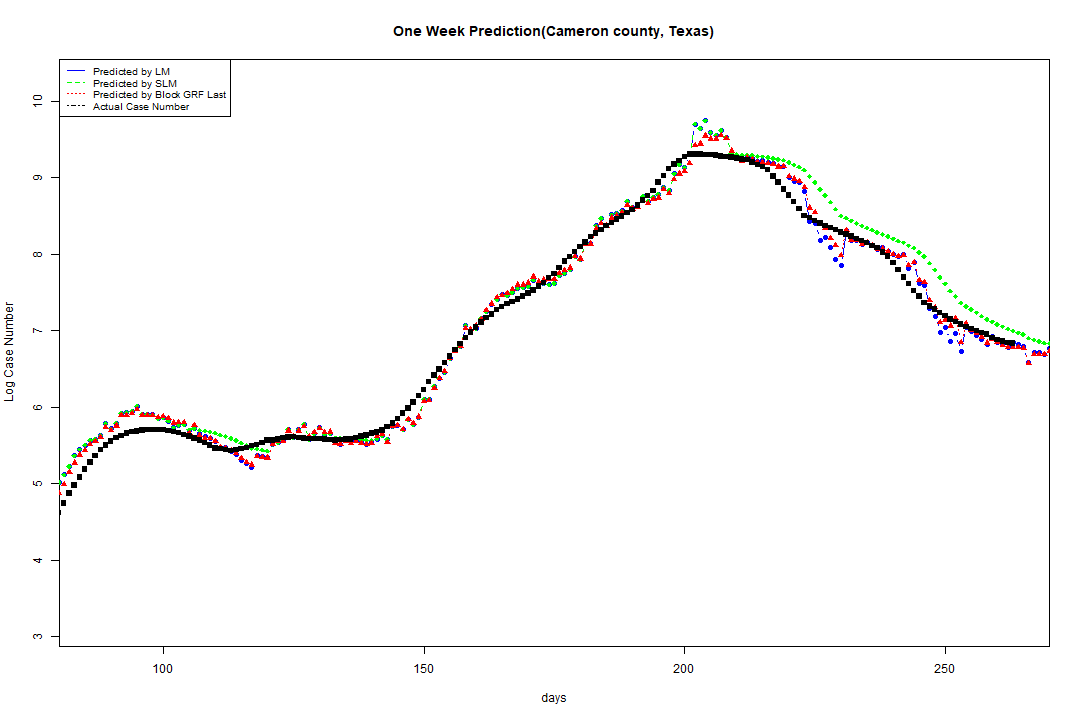 One Week Prediction(Cameron county, Texas)
Predicted by LM
Predicted by SLM
Predicted by Block GRF Last
Actual Case Number
Log Case Number
10
9
8
7
6
5
4
3
100
150
200
250
days